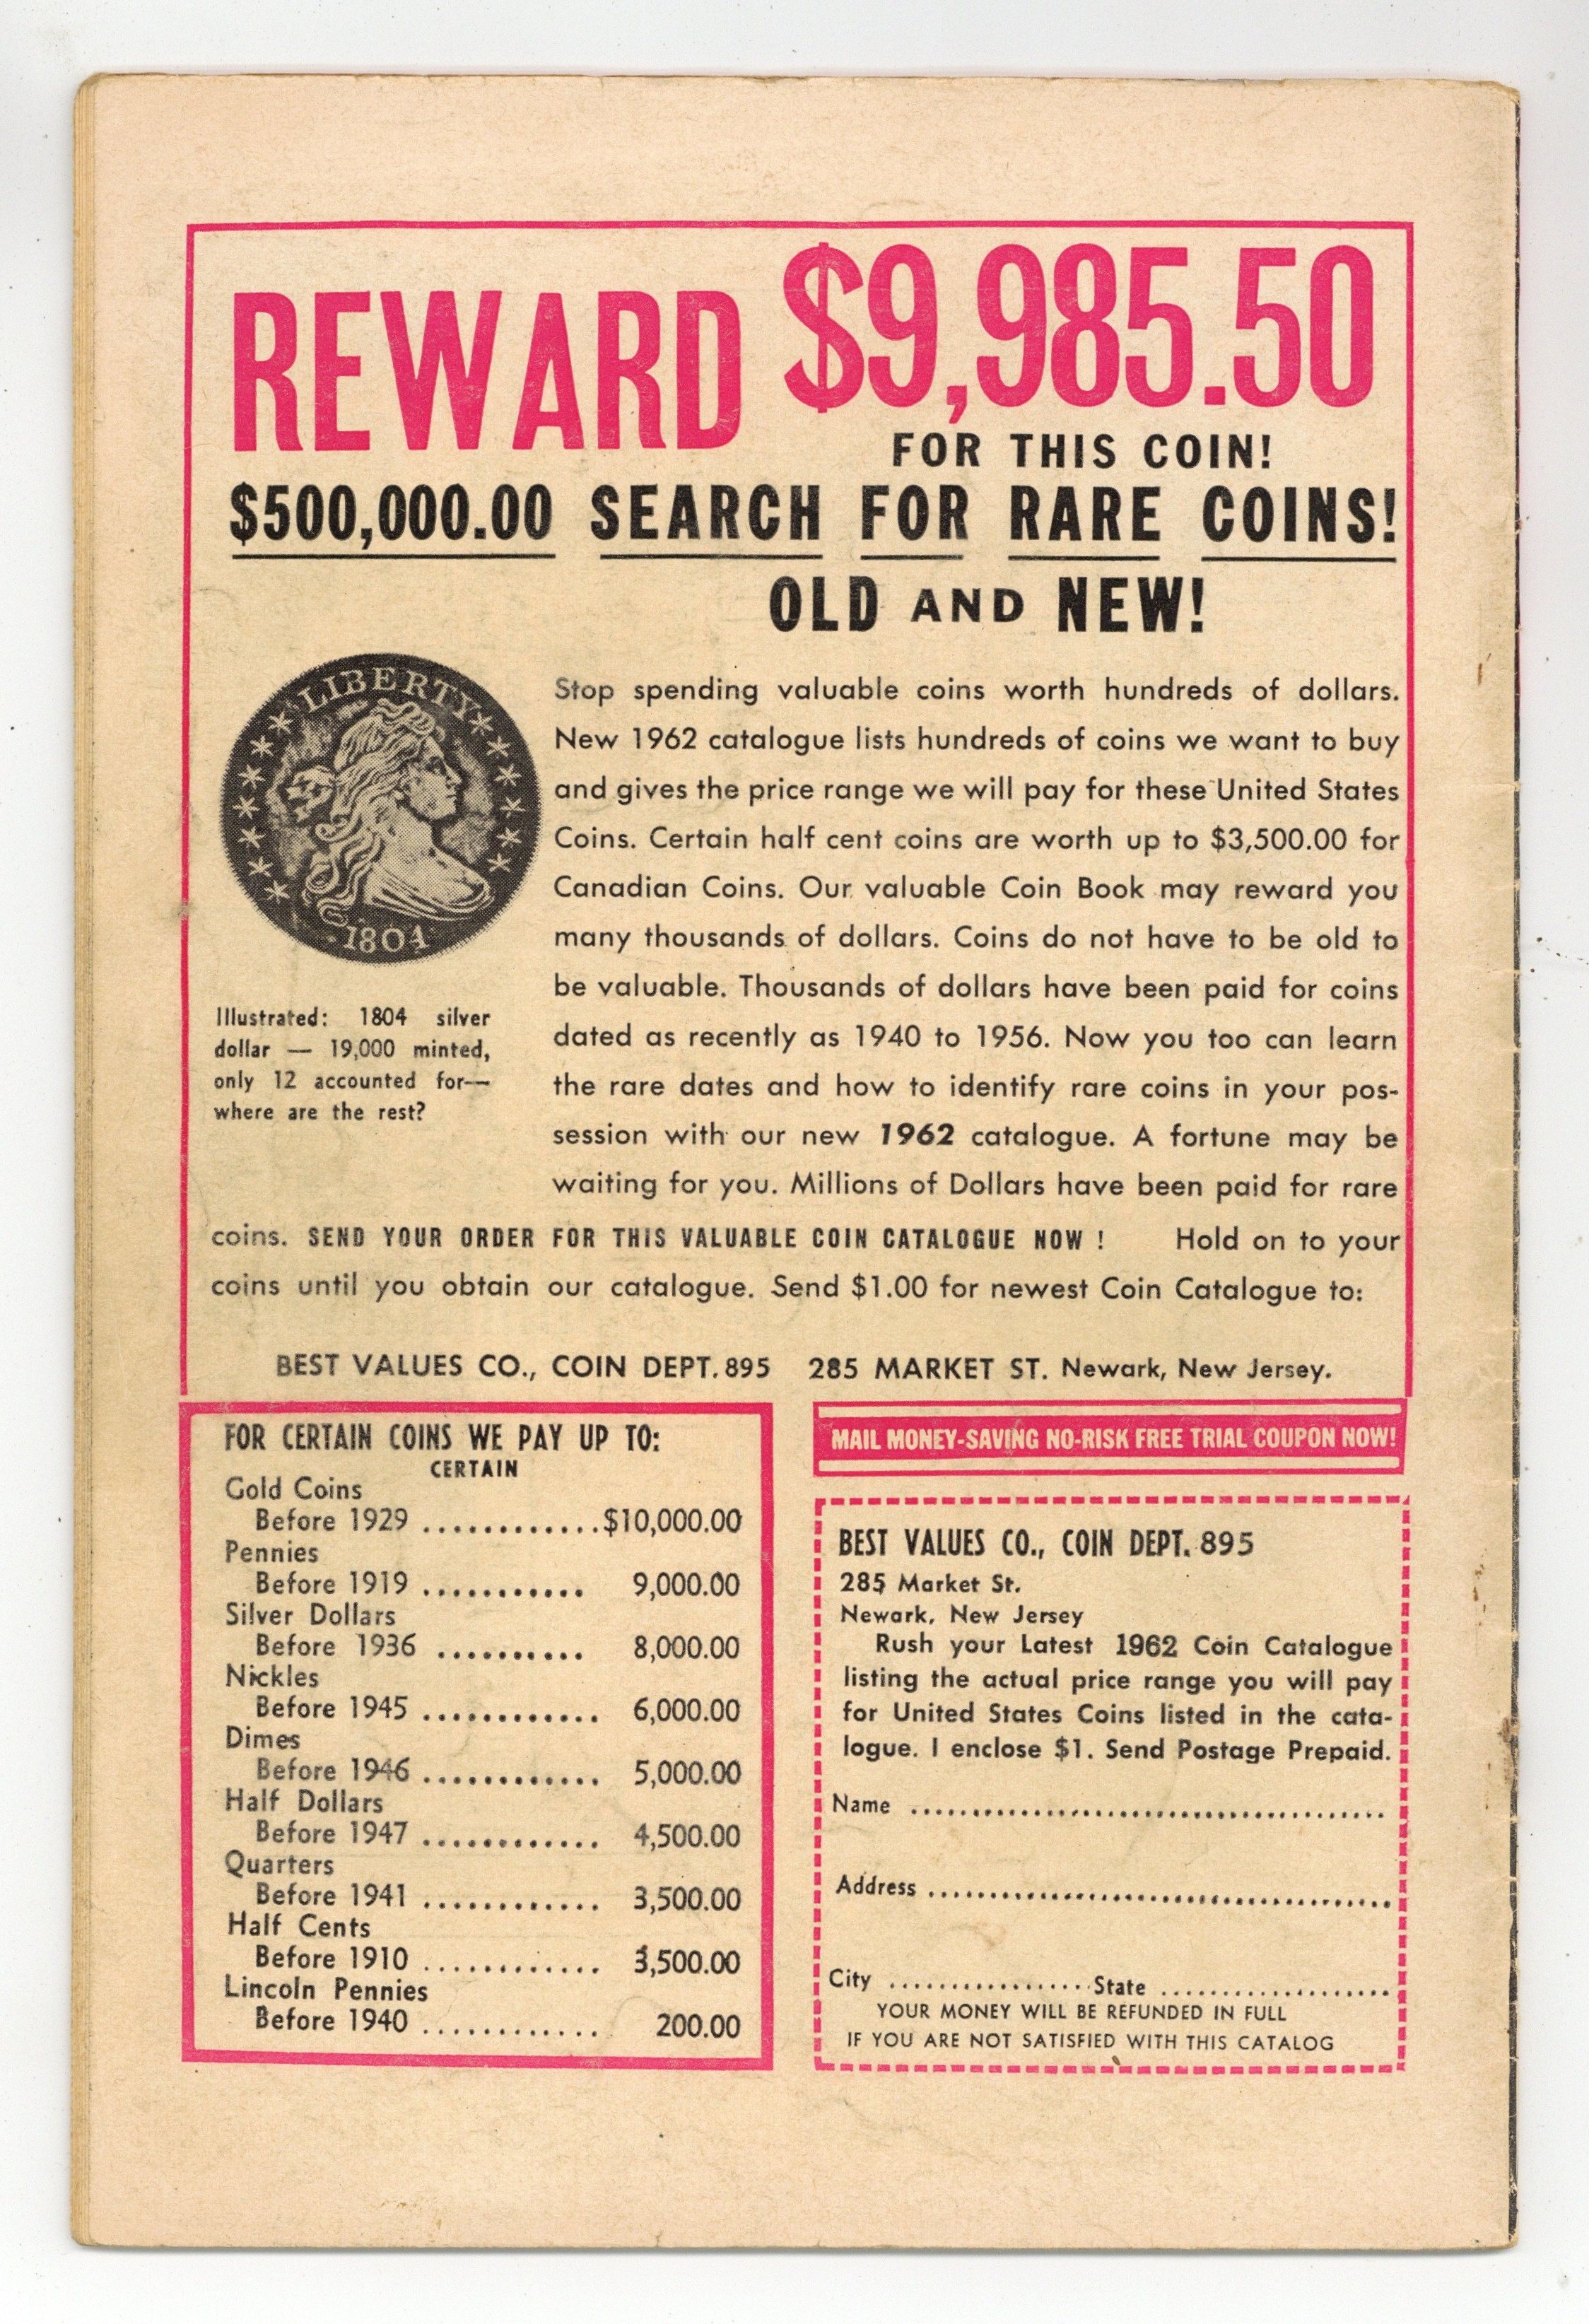 REWARD $9,985.50
FOR THIS COIN!
$500,000.00 SEARCH FOR RARE COINS!
OLD AND NEW!
LIBERTY
1804
Illustrated: 1804 silver
dollar — 19,000 minted,
only 12 accounted for—
where are the rest?
Stop spending valuable coins worth hundreds of dollars.
New 1962 catalogue lists hundreds of coins we want to buy
and gives the price range we will pay for these United States
Coins. Certain half cent coins are worth up to $3,500.00 for
Canadian Coins. Our valuable Coin Book may reward you
many thousands of dollars. Coins do not have to be old to
be valuable. Thousands of dollars have been paid for coins
dated as recently as 1940 to 1956. Now you too can learn
the rare dates and how to identify rare coins in your pos-
session with our new 1962 catalogue. A fortune may be
waiting for you. Millions of Dollars have been paid for rare
coins. SEND YOUR ORDER FOR THIS VALUABLE COIN CATALOGUE NOW ! Hold on to your
coins until you obtain our catalogue. Send $1.00 for newest Coin Catalogue to:
BEST VALUES CO., COIN DEPT. 895 285 MARKET ST. Newark, New Jersey.
FOR CERTAIN COINS WE PAY UP TO:
CERTAIN
Gold Coins
Before 1929 ............$10,000.00
Pennies
Before 1919 ........... 9,000.00
Silver Dollars
Before 1936 .......... 8,000.00
Nickles
Before 1945 ............ 6,000.00
Dimes
Before 1946 ............ 5,000.00
Half Dollars
Before 1947 ............ 4,500.00
Quarters
Before 1941 ............ 3,500.00
Half Cents
Before 1910 ............ 3,500.00
Lincoln Pennies
Before 1940 ............ 200.00
MAIL MONEY-SAVING NO-RISK FREE TRIAL COUPON NOW!
BEST VALUES CO., COIN DEPT. 895
285 Market St.
Newark, New Jersey
Rush your Latest 1962 Coin Catalogue
listing the actual price range you will pay
for United States Coins listed in the cata-
logue. I enclose $1. Send Postage Prepaid.
Name .......................................
Address ......................................
City .................State ...................
YOUR MONEY WILL BE REFUNDED IN FULL
IF YOU ARE NOT SATISFIED WITH THIS CATALOG